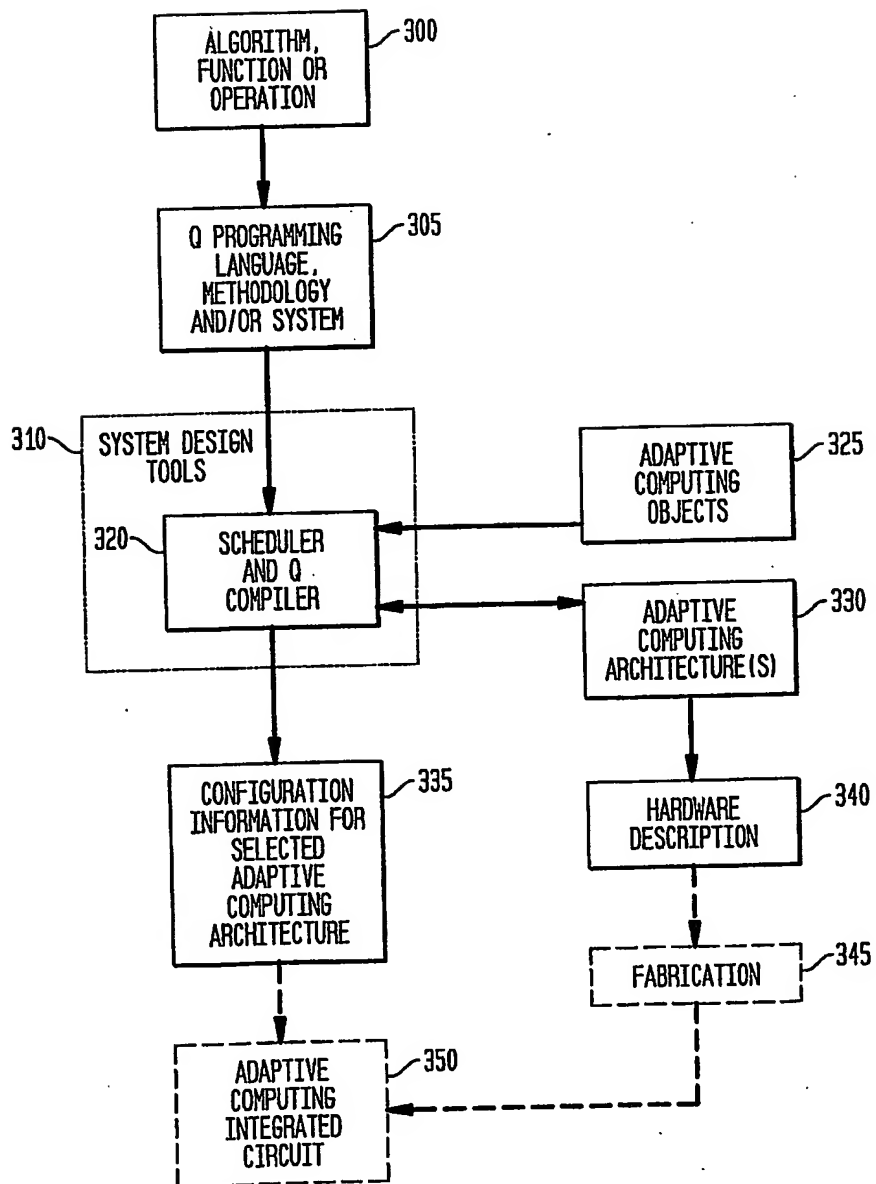 ALGORITHM,
FUNCTION OR
OPERATION
300
Q PROGRAMMING
LANGUAGE,
METHODOLOGY
AND/OR SYSTEM
305
310
SYSTEM DESIGN
TOOLS
320
SCHEDULER
AND Q
COMPILER
ADAPTIVE
COMPUTING
OBJECTS
325
ADAPTIVE
COMPUTING
ARCHITECTURE(S)
330
CONFIGURATION
INFORMATION FOR
SELECTED
ADAPTIVE
COMPUTING
ARCHITECTURE
335
HARDWARE
DESCRIPTION
340
FABRICATION
345
ADAPTIVE
COMPUTING
INTEGRATED
CIRCUIT
350